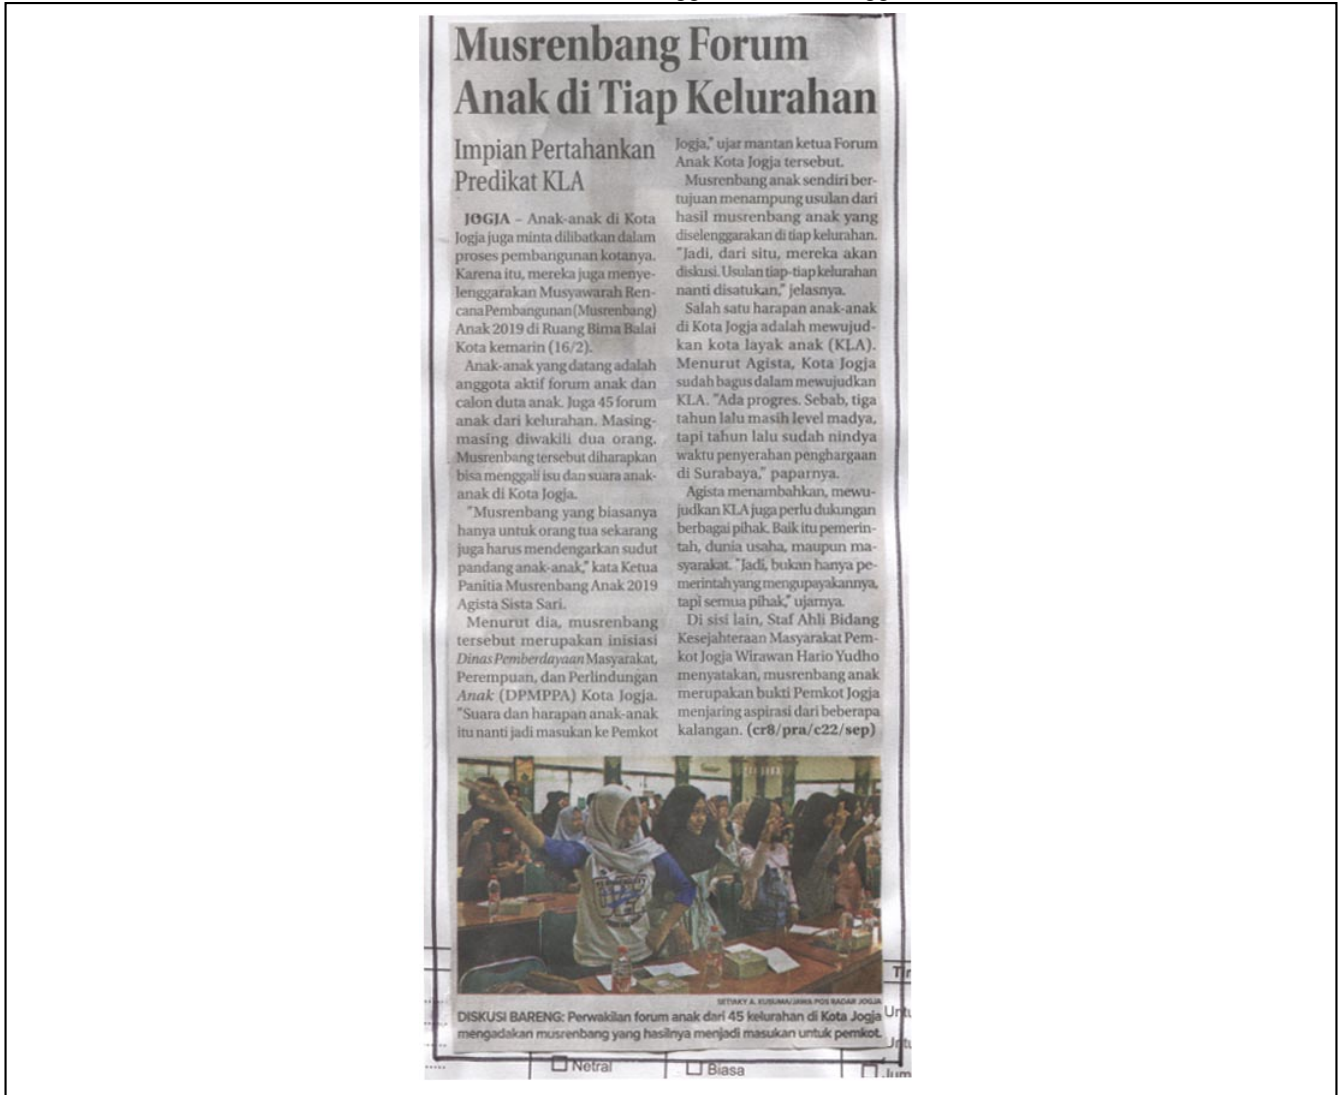 Musrenbang Forum
Anak di Tiap Kelurahan
Impian Pertahankan
Predikat KLA
JOGJA – Anak-anak di Kota
Jogja juga minta dilibatkan dalam
proses pembangunan kotanya.
Karena itu, mereka juga menye-
lenggarakan Musyawarah Ren-
cana Pembangunan (Musrenbang)
Anak 2019 di Ruang Bima Balai
Kota kemarin (16/2).
Anak-anak yang datang adalah
anggota aktif forum anak dan
calon duta anak. Juga 45 forum
anak dari kelurahan. Masing-
masing diwakili dua orang.
Musrenbang tersebut diharapkan
bisa menggali isu dan suara anak-
anak di Kota Jogja.
"Musrenbang yang biasanya
hanya untuk orang tua sekarang
juga harus mendengarkan sudut
pandang anak-anak," kata Ketua
Panitia Musrenbang Anak 2019
Agista Sista Sari.
Menurut dia, musrenbang
tersebut merupakan inisiasi
Dinas Pemberdayaan Masyarakat,
Perempuan, dan Perlindungan
Anak (DPMPPA) Kota Jogja.
"Suara dan harapan anak-anak
itu nanti jadi masukan ke Pemkot
Jogja," ujar mantan ketua Forum
Anak Kota Jogja tersebut.
Musrenbang anak sendiri ber-
tujuan menampung usulan dari
hasil musrenbang anak yang
diselenggarakan di tiap kelurahan.
"Jadi, dari situ, mereka akan
diskusi. Usulan tiap-tiap kelurahan
nanti disatukan," jelasnya.
Salah satu harapan anak-anak
di Kota Jogja adalah mewujud-
kan kota layak anak (KLA).
Menurut Agista, Kota Jogja
sudah bagus dalam mewujudkan
KLA. "Ada progres. Sebab, tiga
tahun lalu masih level madya,
tapi tahun lalu sudah nindya
waktu penyerahan penghargaan
di Surabaya," paparnya.
Agista menambahkan, mewu-
judkan KLA juga perlu dukungan
berbagai pihak. Baik itu pemerin-
tah, dunia usaha, maupun ma-
syarakat. "Jadi, bukan hanya pe-
merintah yang mengupayakannya,
tapi semua pihak," ujarnya.
Di sisi lain, Staf Ahli Bidang
Kesejahteraan Masyarakat Pem-
kot Jogja Wirawan Hario Yudho
menyatakan, musrenbang anak
merupakan bukti Pemkot Jogja
menjaring aspirasi dari beberapa
kalangan. (cr8/pra/c22/sep)
SETIAKY A. KUSUMA/JAWA POS RADAR JOGJA
DISKUSI BARENG: Perwakilan forum anak dari 45 kelurahan di Kota Jogja
mengadakan musrenbang yang hasilnya menjadi masukan untuk pemkot.
Netral
Biasa